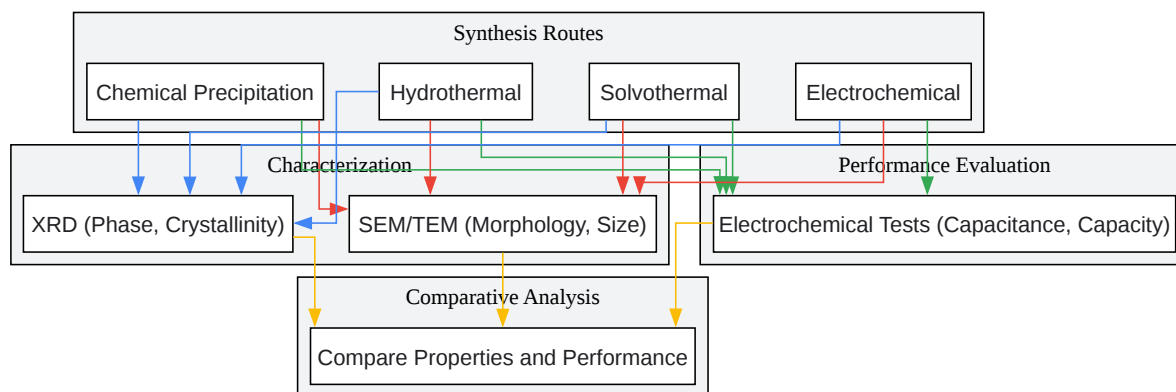 Synthesis Routes
Chemical Precipitation
Hydrothermal
Solvothermal
Electrochemical
Characterization
Performance Evaluation
XRD (Phase, Crystallinity)
SEM/TEM (Morphology, Size)
Electrochemical Tests (Capacitance, Capacity)
Comparative Analysis
Compare Properties and Performance